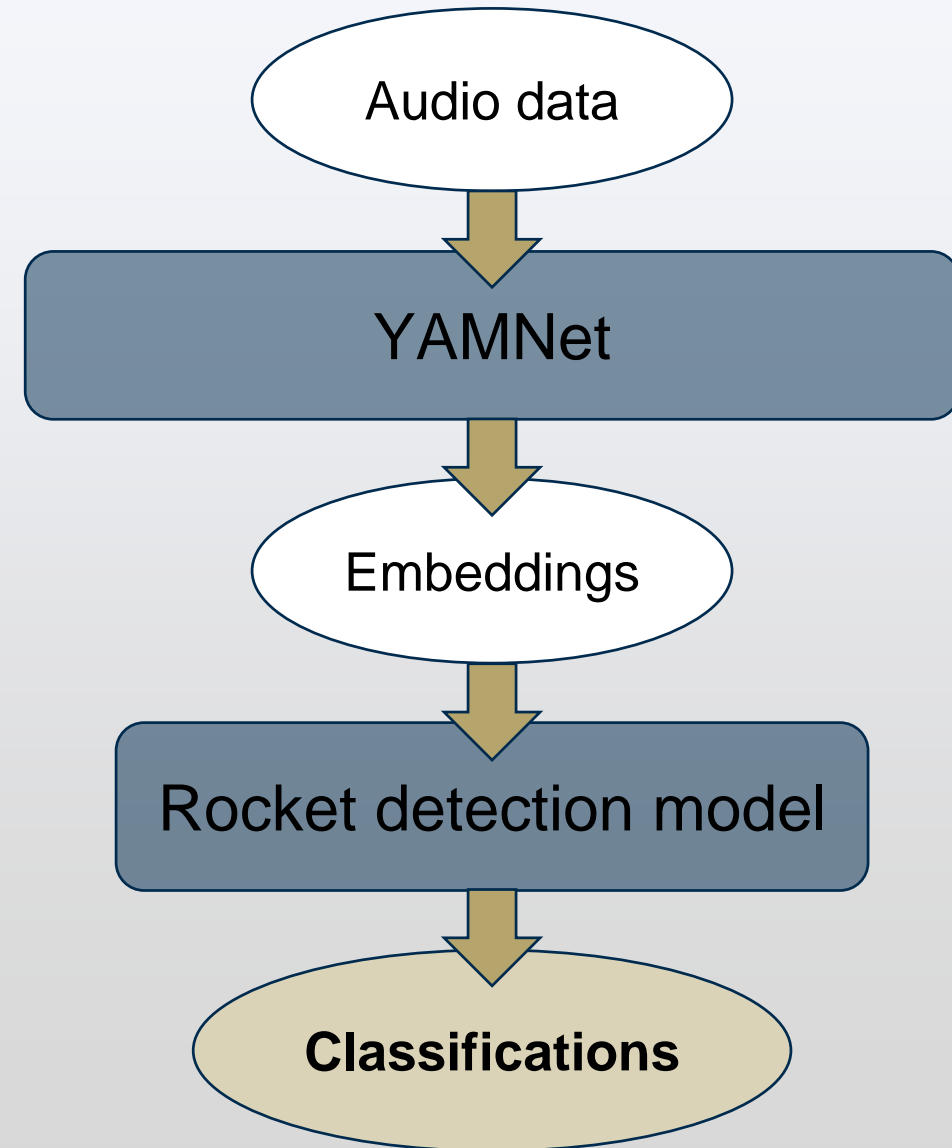 Audio data
YAMNet
Embeddings
Rocket detection model
Classifications